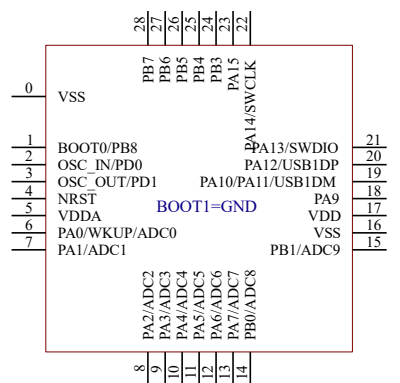 28 27 26 25 24 23 22
PB7 PB6 PB5 PB4 PB3 PA15 PA14/SWCLK
0 VSS
1 BOOT0/PB8 PA13/SWDIO 21
2 OSC_IN/PD0 PA12/USB1DP 20
3 OSC_OUT/PD1 PA10/PA11/USB1DM 19
4 NRST PA9 18
BOOT1=GND
5 VDDA VDD 17
6 PA0/WKUP/ADC0 VSS 16
7 PA1/ADC1 PB1/ADC9 15
PA2/ADC2 PA3/ADC3 PA4/ADC4 PA5/ADC5 PA6/ADC6 PA7/ADC7 PB0/ADC8
8 9 10 11 12 13 14